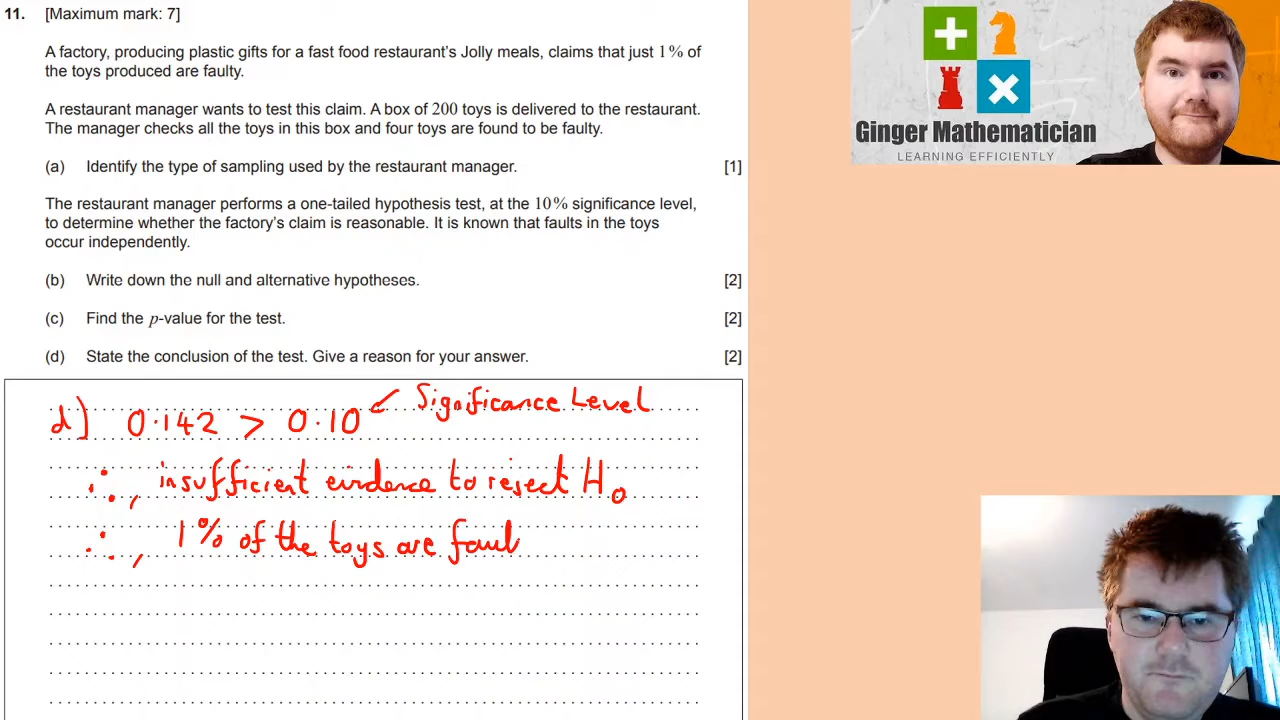 11. [Maximum mark: 7]
A factory, producing plastic gifts for a fast food restaurant's Jolly meals, claims that just 1% of
the toys produced are faulty.
A restaurant manager wants to test this claim. A box of 200 toys is delivered to the restaurant.
The manager checks all the toys in this box and four toys are found to be faulty.
(a) Identify the type of sampling used by the restaurant manager. [1]
The restaurant manager performs a one-tailed hypothesis test, at the 10% significance level,
to determine whether the factory's claim is reasonable. It is known that faults in the toys
occur independently.
(b) Write down the null and alternative hypotheses. [2]
(c) Find the p-value for the test. [2]
(d) State the conclusion of the test. Give a reason for your answer. [2]
d) 0.142 > 0.10 ↙ Significance Level
∴, insufficient evidence to reject H₀
∴, 1% of the toys are faul
Ginger Mathematician
LEARNING EFFICIENTLY